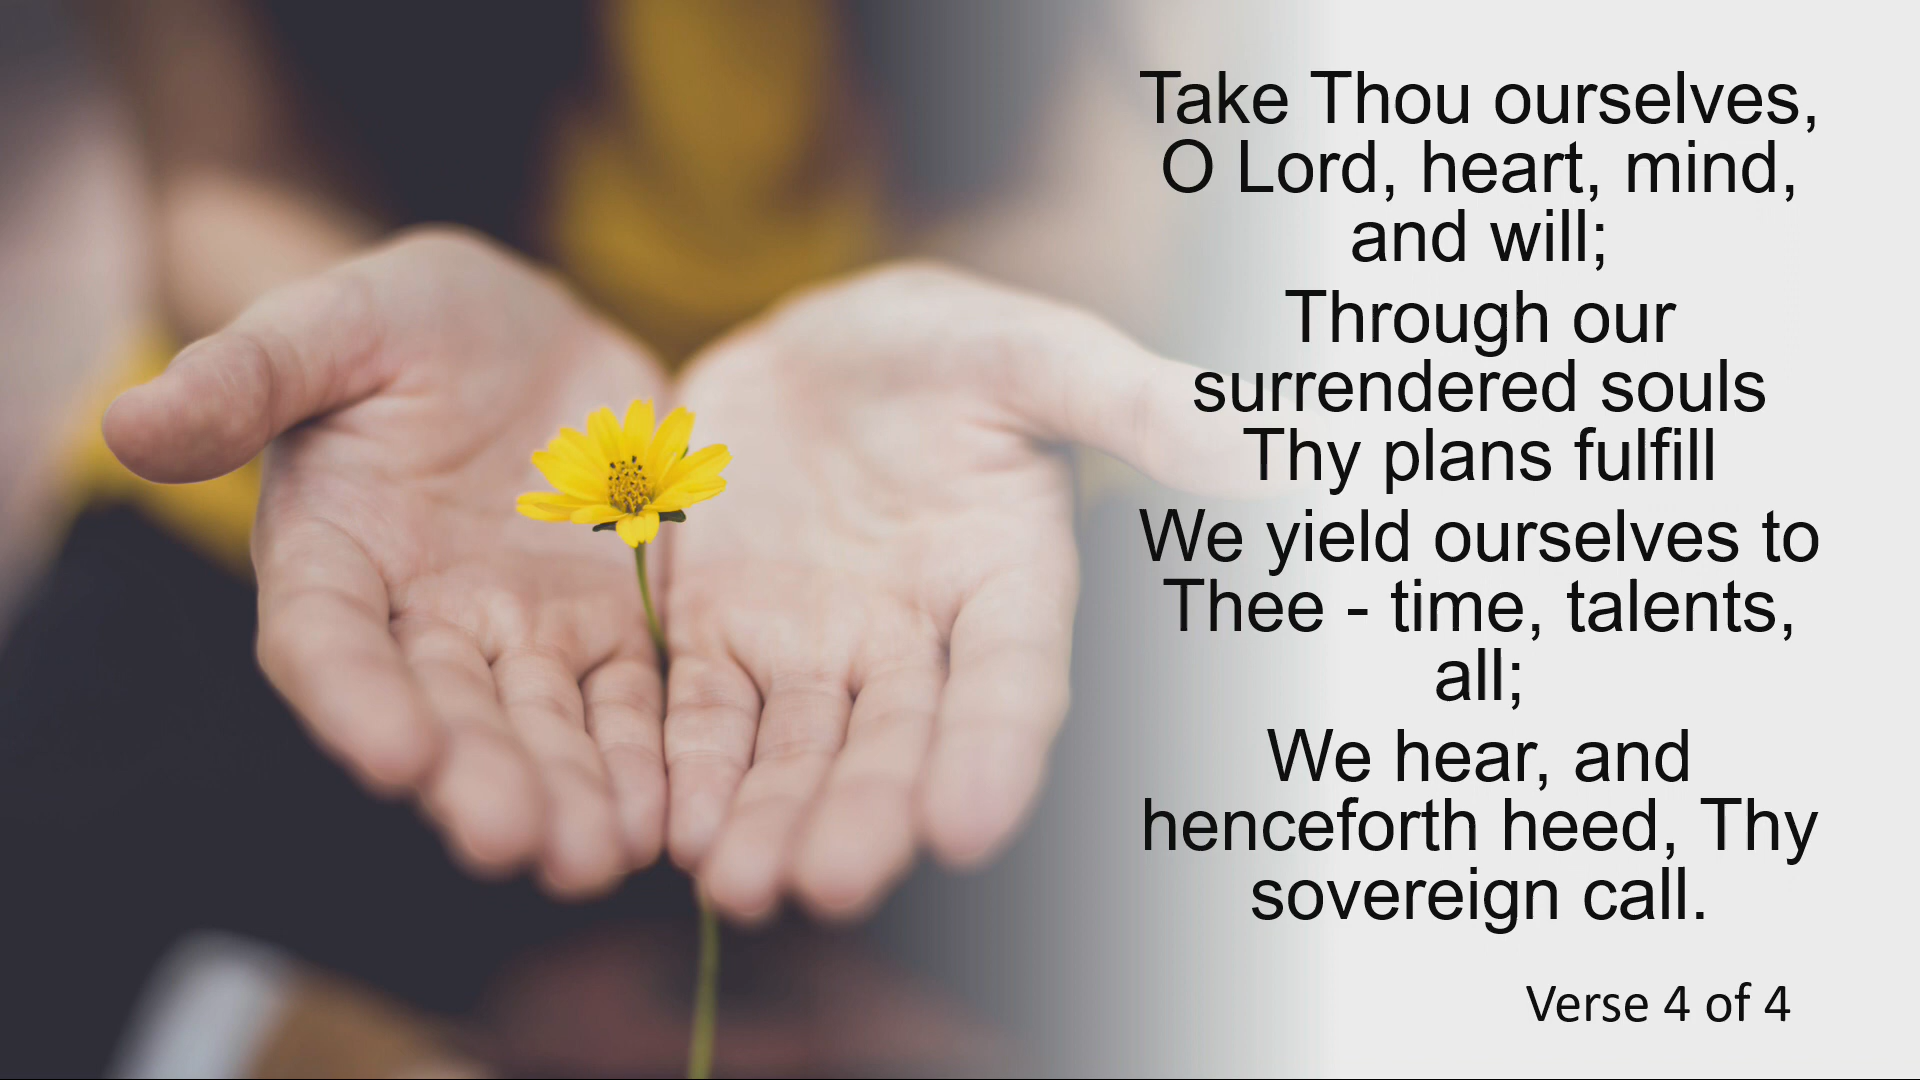 Take Thou ourselves,
O Lord, heart, mind,
and will;
Through our
surrendered souls
Thy plans fulfill
We yield ourselves to
Thee - time, talents,
all;
We hear, and
henceforth heed, Thy
sovereign call.
Verse 4 of 4